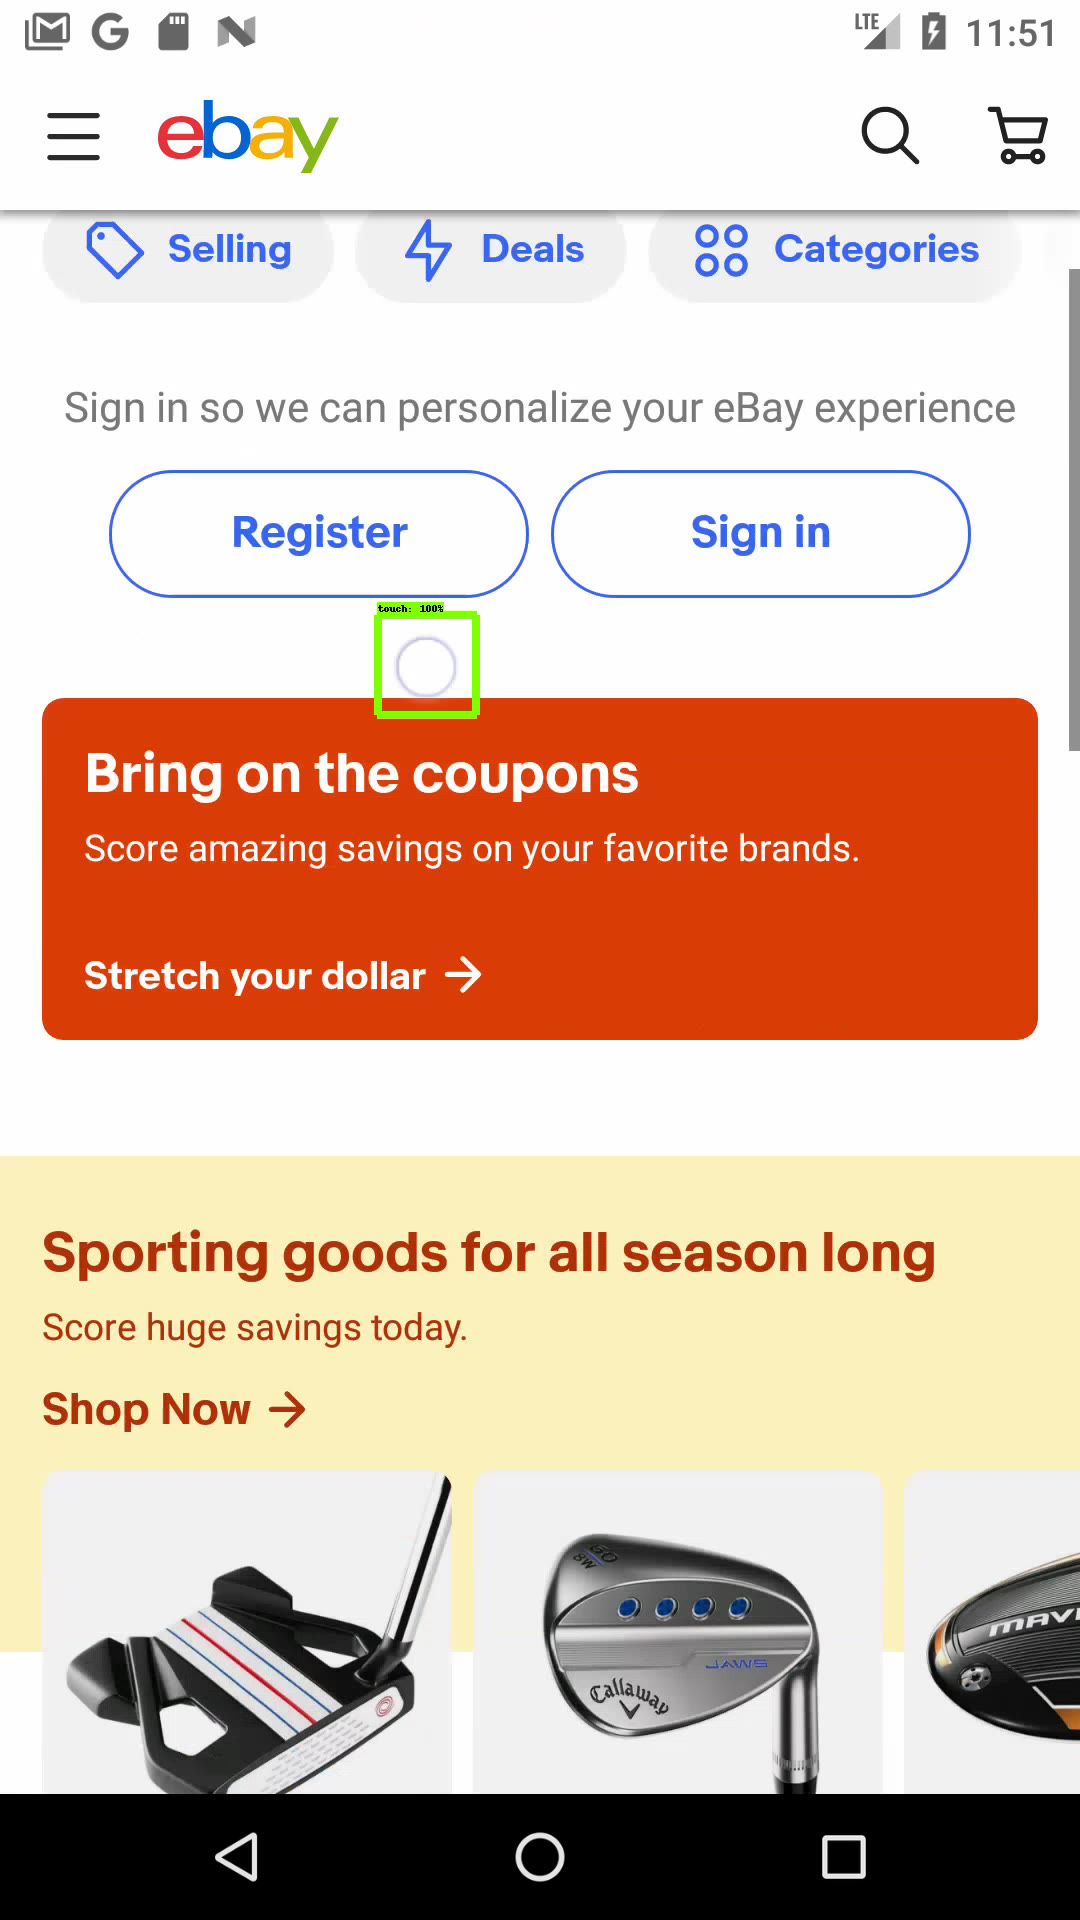 LTE 11:51
ebay
Selling Deals Categories
Sign in so we can personalize your eBay experience
Register Sign in
touch: 100%
Bring on the coupons
Score amazing savings on your favorite brands.
Stretch your dollar
Sporting goods for all season long
Score huge savings today.
Shop Now
60
8W
JAWS
Callaway
MAV